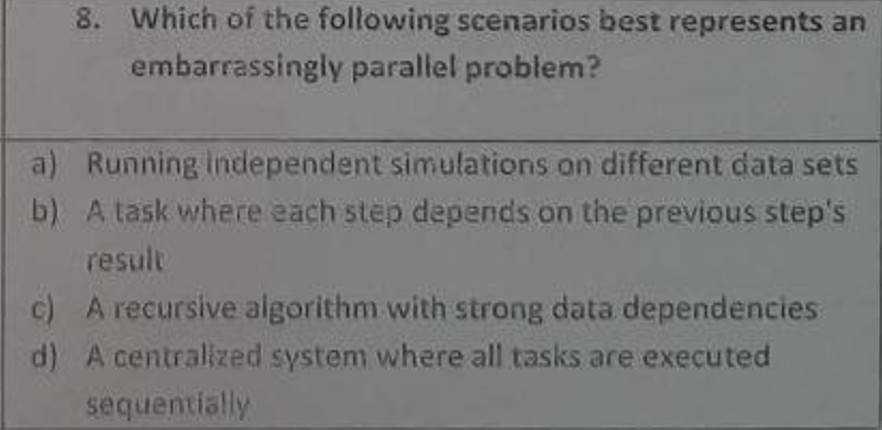 8. Which of the following scenarios best represents an
embarrassingly parallel problem?
a) Running independent simulations on different data sets
b) A task where each step depends on the previous step's
result
c) A recursive algorithm with strong data dependencies
d) A centralized system where all tasks are executed
sequentially